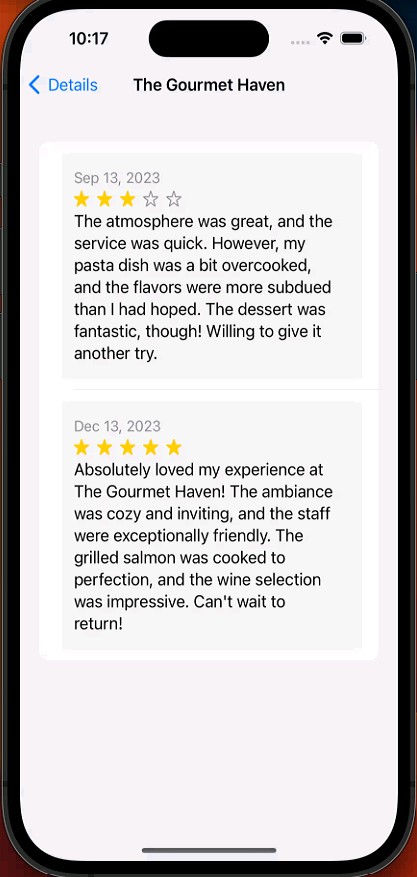 10:17
Details
The Gourmet Haven
Sep 13, 2023
The atmosphere was great, and the
service was quick. However, my
pasta dish was a bit overcooked,
and the flavors were more subdued
than I had hoped. The dessert was
fantastic, though! Willing to give it
another try.
Dec 13, 2023
Absolutely loved my experience at
The Gourmet Haven! The ambiance
was cozy and inviting, and the staff
were exceptionally friendly. The
grilled salmon was cooked to
perfection, and the wine selection
was impressive. Can't wait to
return!